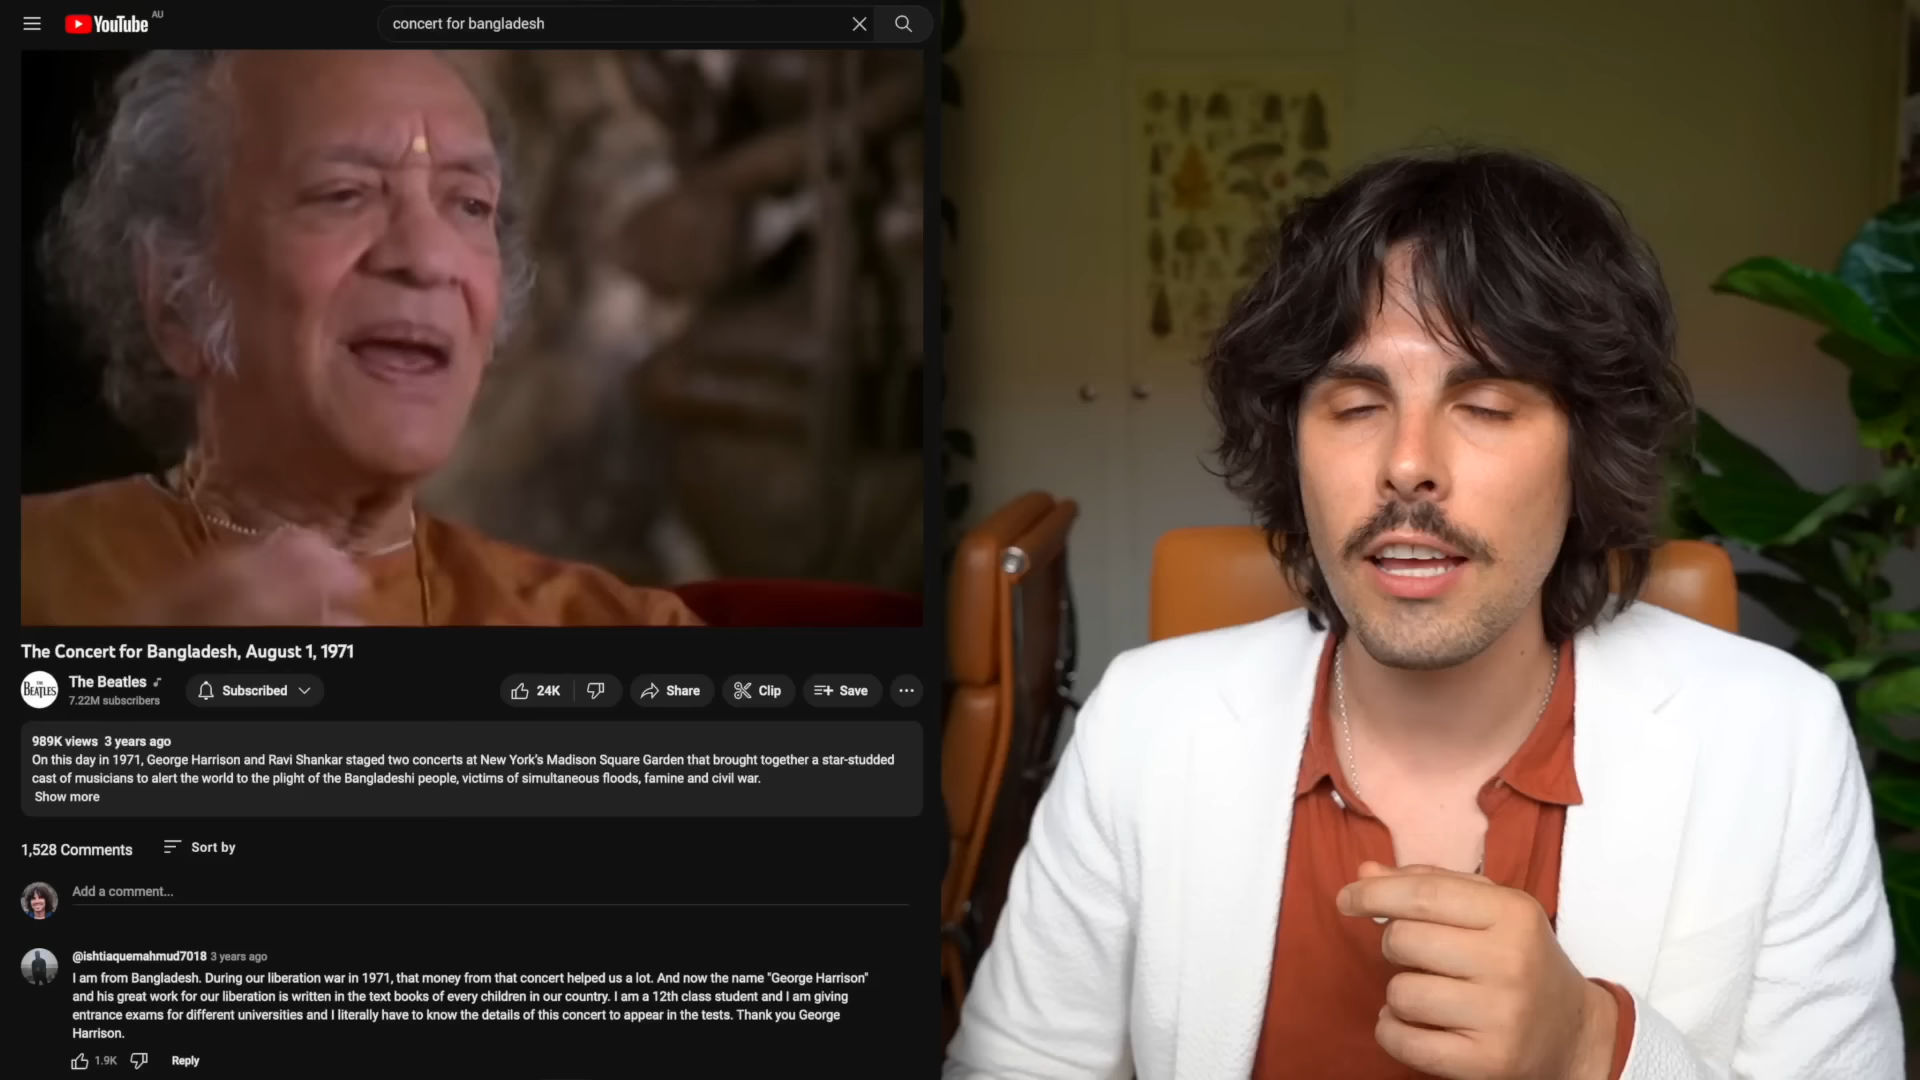 YouTube AU
concert for bangladesh
The Concert for Bangladesh, August 1, 1971
THE BEATLES
The Beatles
7.22M subscribers
Subscribed
24K
Share
Clip
Save
989K views 3 years ago
On this day in 1971, George Harrison and Ravi Shankar staged two concerts at New York's Madison Square Garden that brought together a star-studded
cast of musicians to alert the world to the plight of the Bangladeshi people, victims of simultaneous floods, famine and civil war.
Show more
1,528 Comments
Sort by
Add a comment...
@ishtiaquemahmud7018 3 years ago
I am from Bangladesh. During our liberation war in 1971, that money from that concert helped us a lot. And now the name "George Harrison"
and his great work for our liberation is written in the text books of every children in our country. I am a 12th class student and I am giving
entrance exams for different universities and I literally have to know the details of this concert to appear in the tests. Thank you George
Harrison.
1.9K
Reply